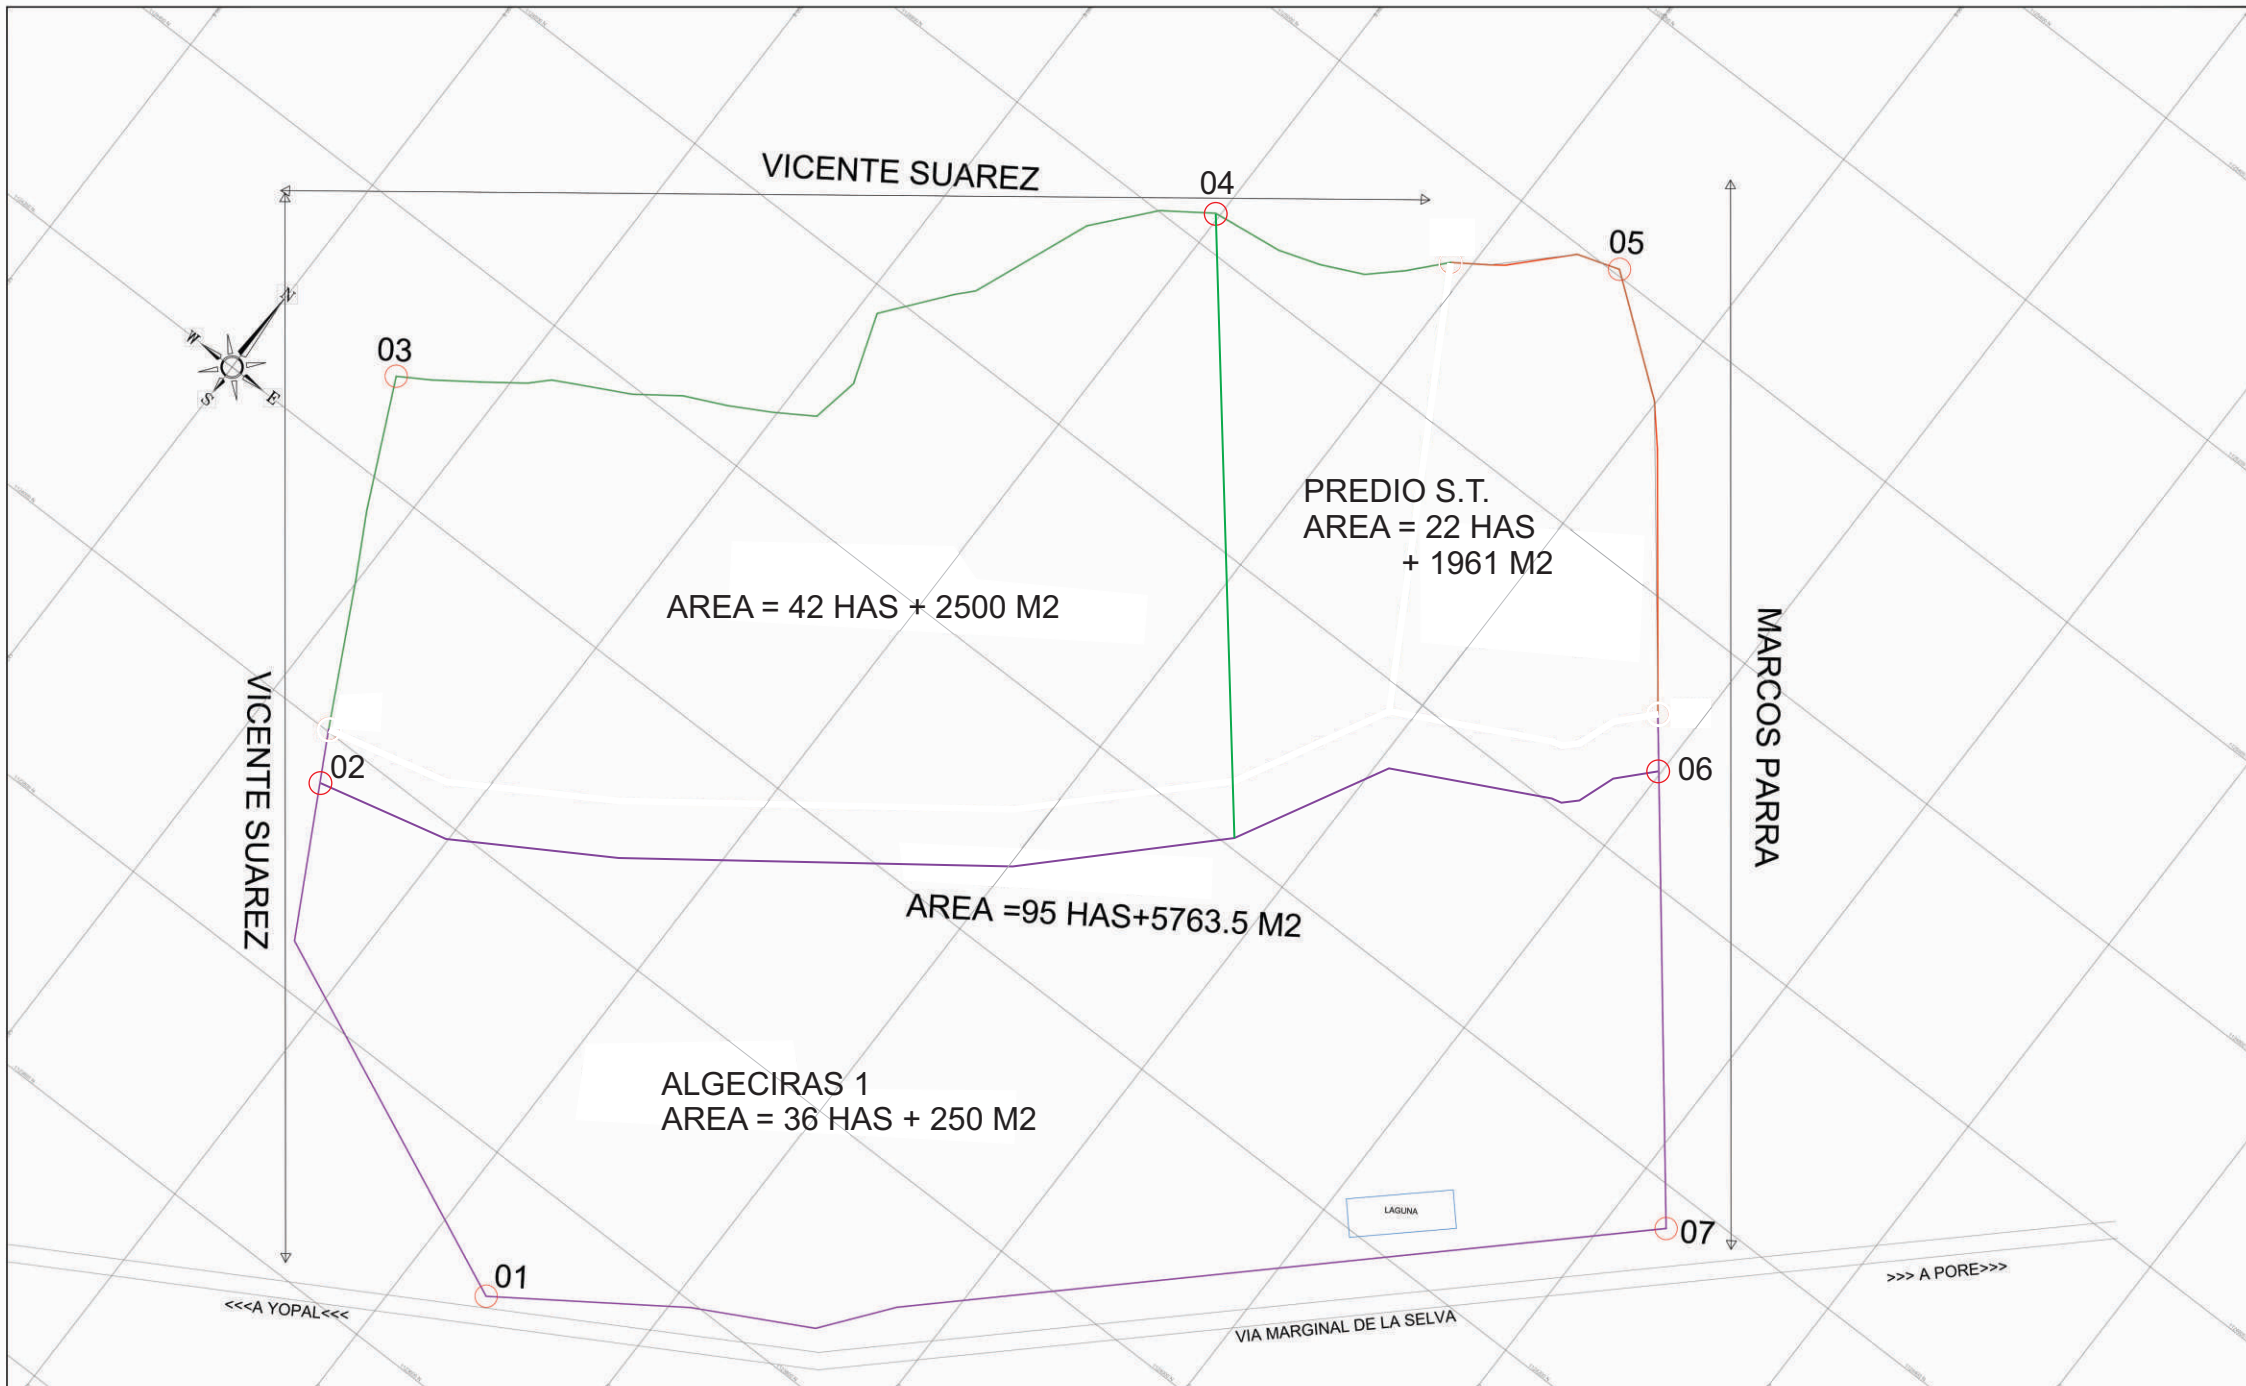 VICENTE SUAREZ
04
05
N
W
S
E
03
PREDIO S.T.
AREA = 22 HAS
+ 1961 M2
AREA = 42 HAS + 2500 M2
VICENTE SUAREZ
MARCOS PARRA
02
06
AREA =95 HAS+5763.5 M2
ALGECIRAS 1
AREA = 36 HAS + 250 M2
LAGUNA
07
01
<<<A YOPAL<<<
VIA MARGINAL DE LA SELVA
>>> A PORE>>>